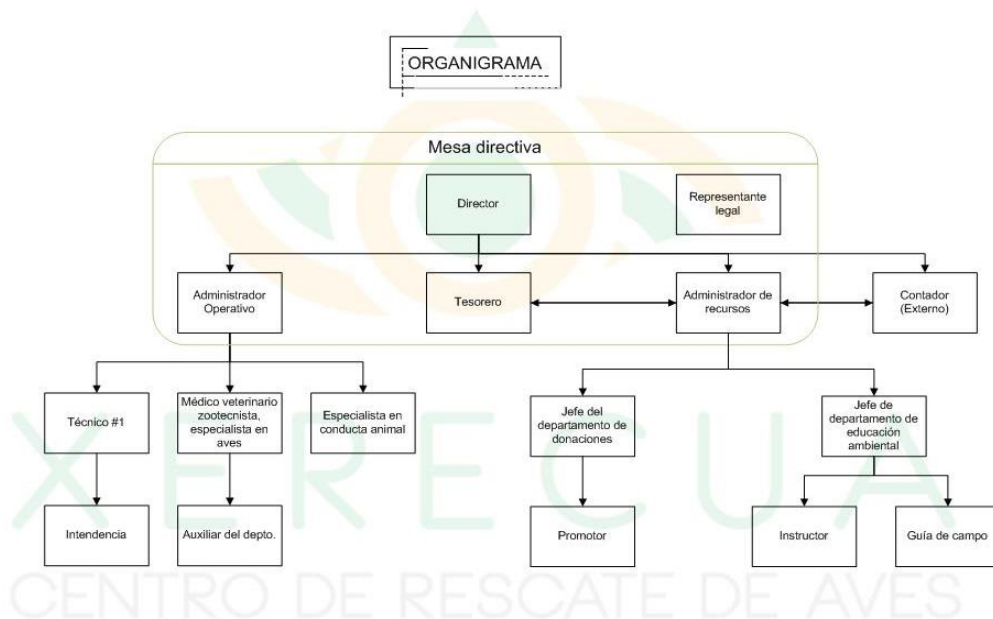 ORGANIGRAMA
Mesa directiva
Director
Representante
legal
Administrador
Operativo
Tesorero
Administrador de
recursos
Contador
(Externo)
Técnico #1
Médico veterinario
zootecnista,
especialista en
aves
Especialista en
conducta animal
Jefe del
departamento de
donaciones
Jefe de
departamento de
educación
ambiental
Intendencia
Auxiliar del depto.
Promotor
Instructor
Guía de campo
XERECUA
CENTRO DE RESCATE DE AVES